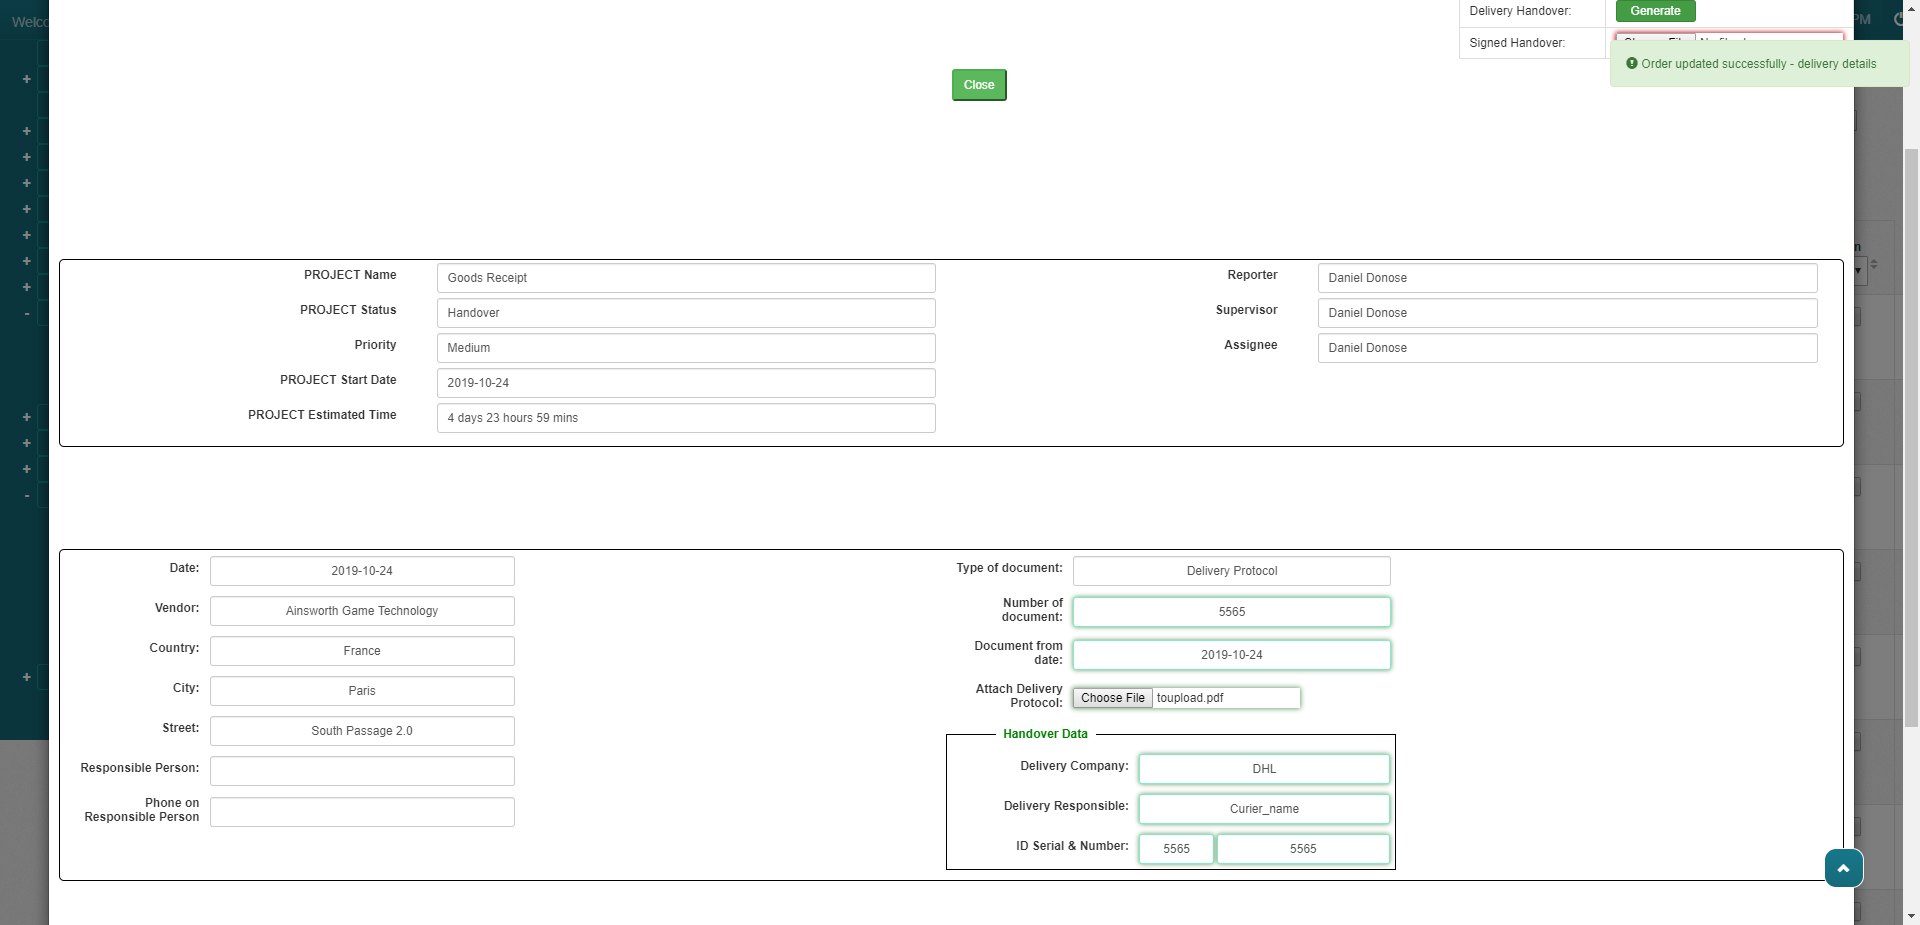 Welco
Delivery Handover:
Generate
PM
Signed Handover:
Order updated successfully - delivery details
Close
PROJECT Name
Goods Receipt
Reporter
Daniel Donose
PROJECT Status
Handover
Supervisor
Daniel Donose
Priority
Medium
Assignee
Daniel Donose
PROJECT Start Date
2019-10-24
PROJECT Estimated Time
4 days 23 hours 59 mins
Date:
2019-10-24
Vendor:
Ainsworth Game Technology
Country:
France
City:
Paris
Street:
South Passage 2.0
Responsible Person:
Phone on
Responsible Person
Type of document:
Delivery Protocol
Number of
document:
5565
Document from
date:
2019-10-24
Attach Delivery
Protocol:
Choose File toupload.pdf
Handover Data
Delivery Company:
DHL
Delivery Responsible:
Curier_name
ID Serial & Number:
5565
5565